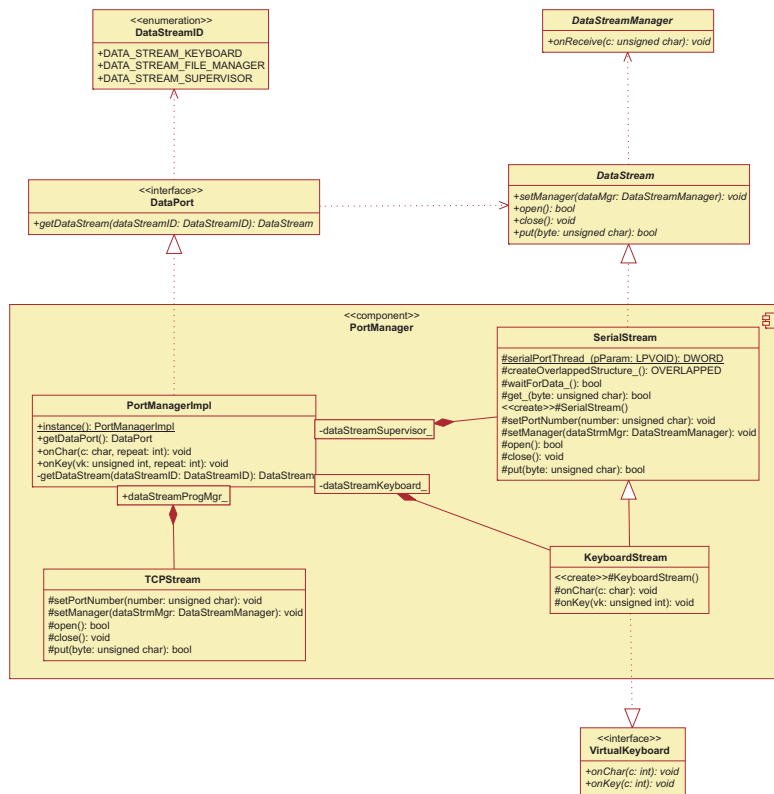 <<enumeration>>
DataStreamID
+DATA_STREAM_KEYBOARD
+DATA_STREAM_FILE_MANAGER
+DATA_STREAM_SUPERVISOR
DataStreamManager
+onReceive(c: unsigned char): void
<<interface>>
DataPort
+getDataStream(dataStreamID: DataStreamID): DataStream
DataStream
+setManager(dataMgr: DataStreamManager): void
+open(): bool
+close(): void
+put(byte: unsigned char): bool
<<component>>
PortManager
SerialStream
#serialPortThread_(pParam: LPVOID): DWORD
#createOverlappedStructure_(): OVERLAPPED
#waitForData_(): bool
#get_(byte: unsigned char): bool
<<create>>#SerialStream()
#setPortNumber(number: unsigned char): void
#setManager(dataStrmMgr: DataStreamManager): void
#open(): bool
#close(): void
#put(byte: unsigned char): bool
PortManagerImpl
+instance(): PortManagerImpl
+getDataPort(): DataPort
+onChar(c: char, repeat: int): void
+onKey(vk: unsigned int, repeat: int): void
-getDataStream(dataStreamID: DataStreamID): DataStream
-dataStreamSupervisor_
-dataStreamKeyboard_
+dataStreamProgMgr_
TCPStream
#setPortNumber(number: unsigned char): void
#setManager(dataStrmMgr: DataStreamManager): void
#open(): bool
#close(): void
#put(byte: unsigned char): bool
KeyboardStream
<<create>>#KeyboardStream()
#onChar(c: char): void
#onKey(vk: unsigned int): void
<<interface>>
VirtualKeyboard
+onChar(c: int): void
+onKey(c: int): void